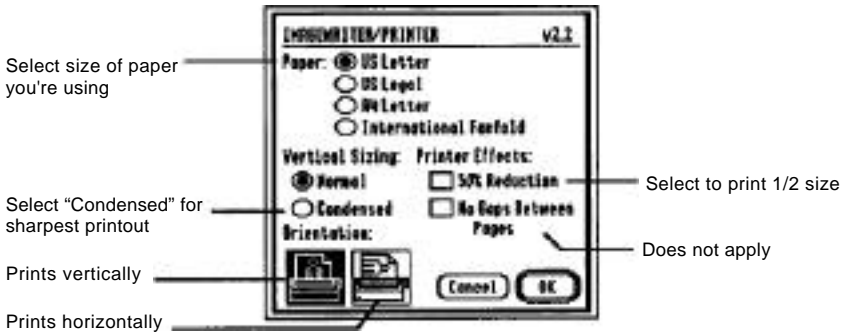 IMAGEWRITER/PRINTER v2.2
Select size of paper
you're using
Paper: US Letter
US Legal
A4 Letter
International Fanfold
Vertical Sizing: Printer Effects:
Normal 50% Reduction
Select to print 1/2 size
Select “Condensed” for
sharpest printout
Condensed No Gaps Between
Pages
Does not apply
Orientation:
Prints vertically
Cancel OK
Prints horizontally